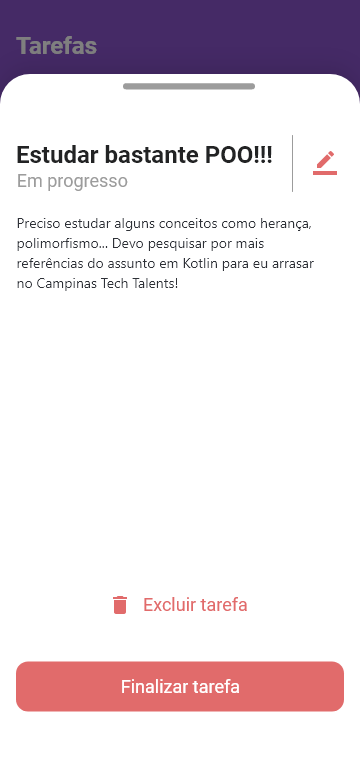 Tarefas
Estudar bastante POO!!!
Em progresso
Preciso estudar alguns conceitos como herança,
polimorfismo... Devo pesquisar por mais
referências do assunto em Kotlin para eu arrasar
no Campinas Tech Talents!
Excluir tarefa
Finalizar tarefa